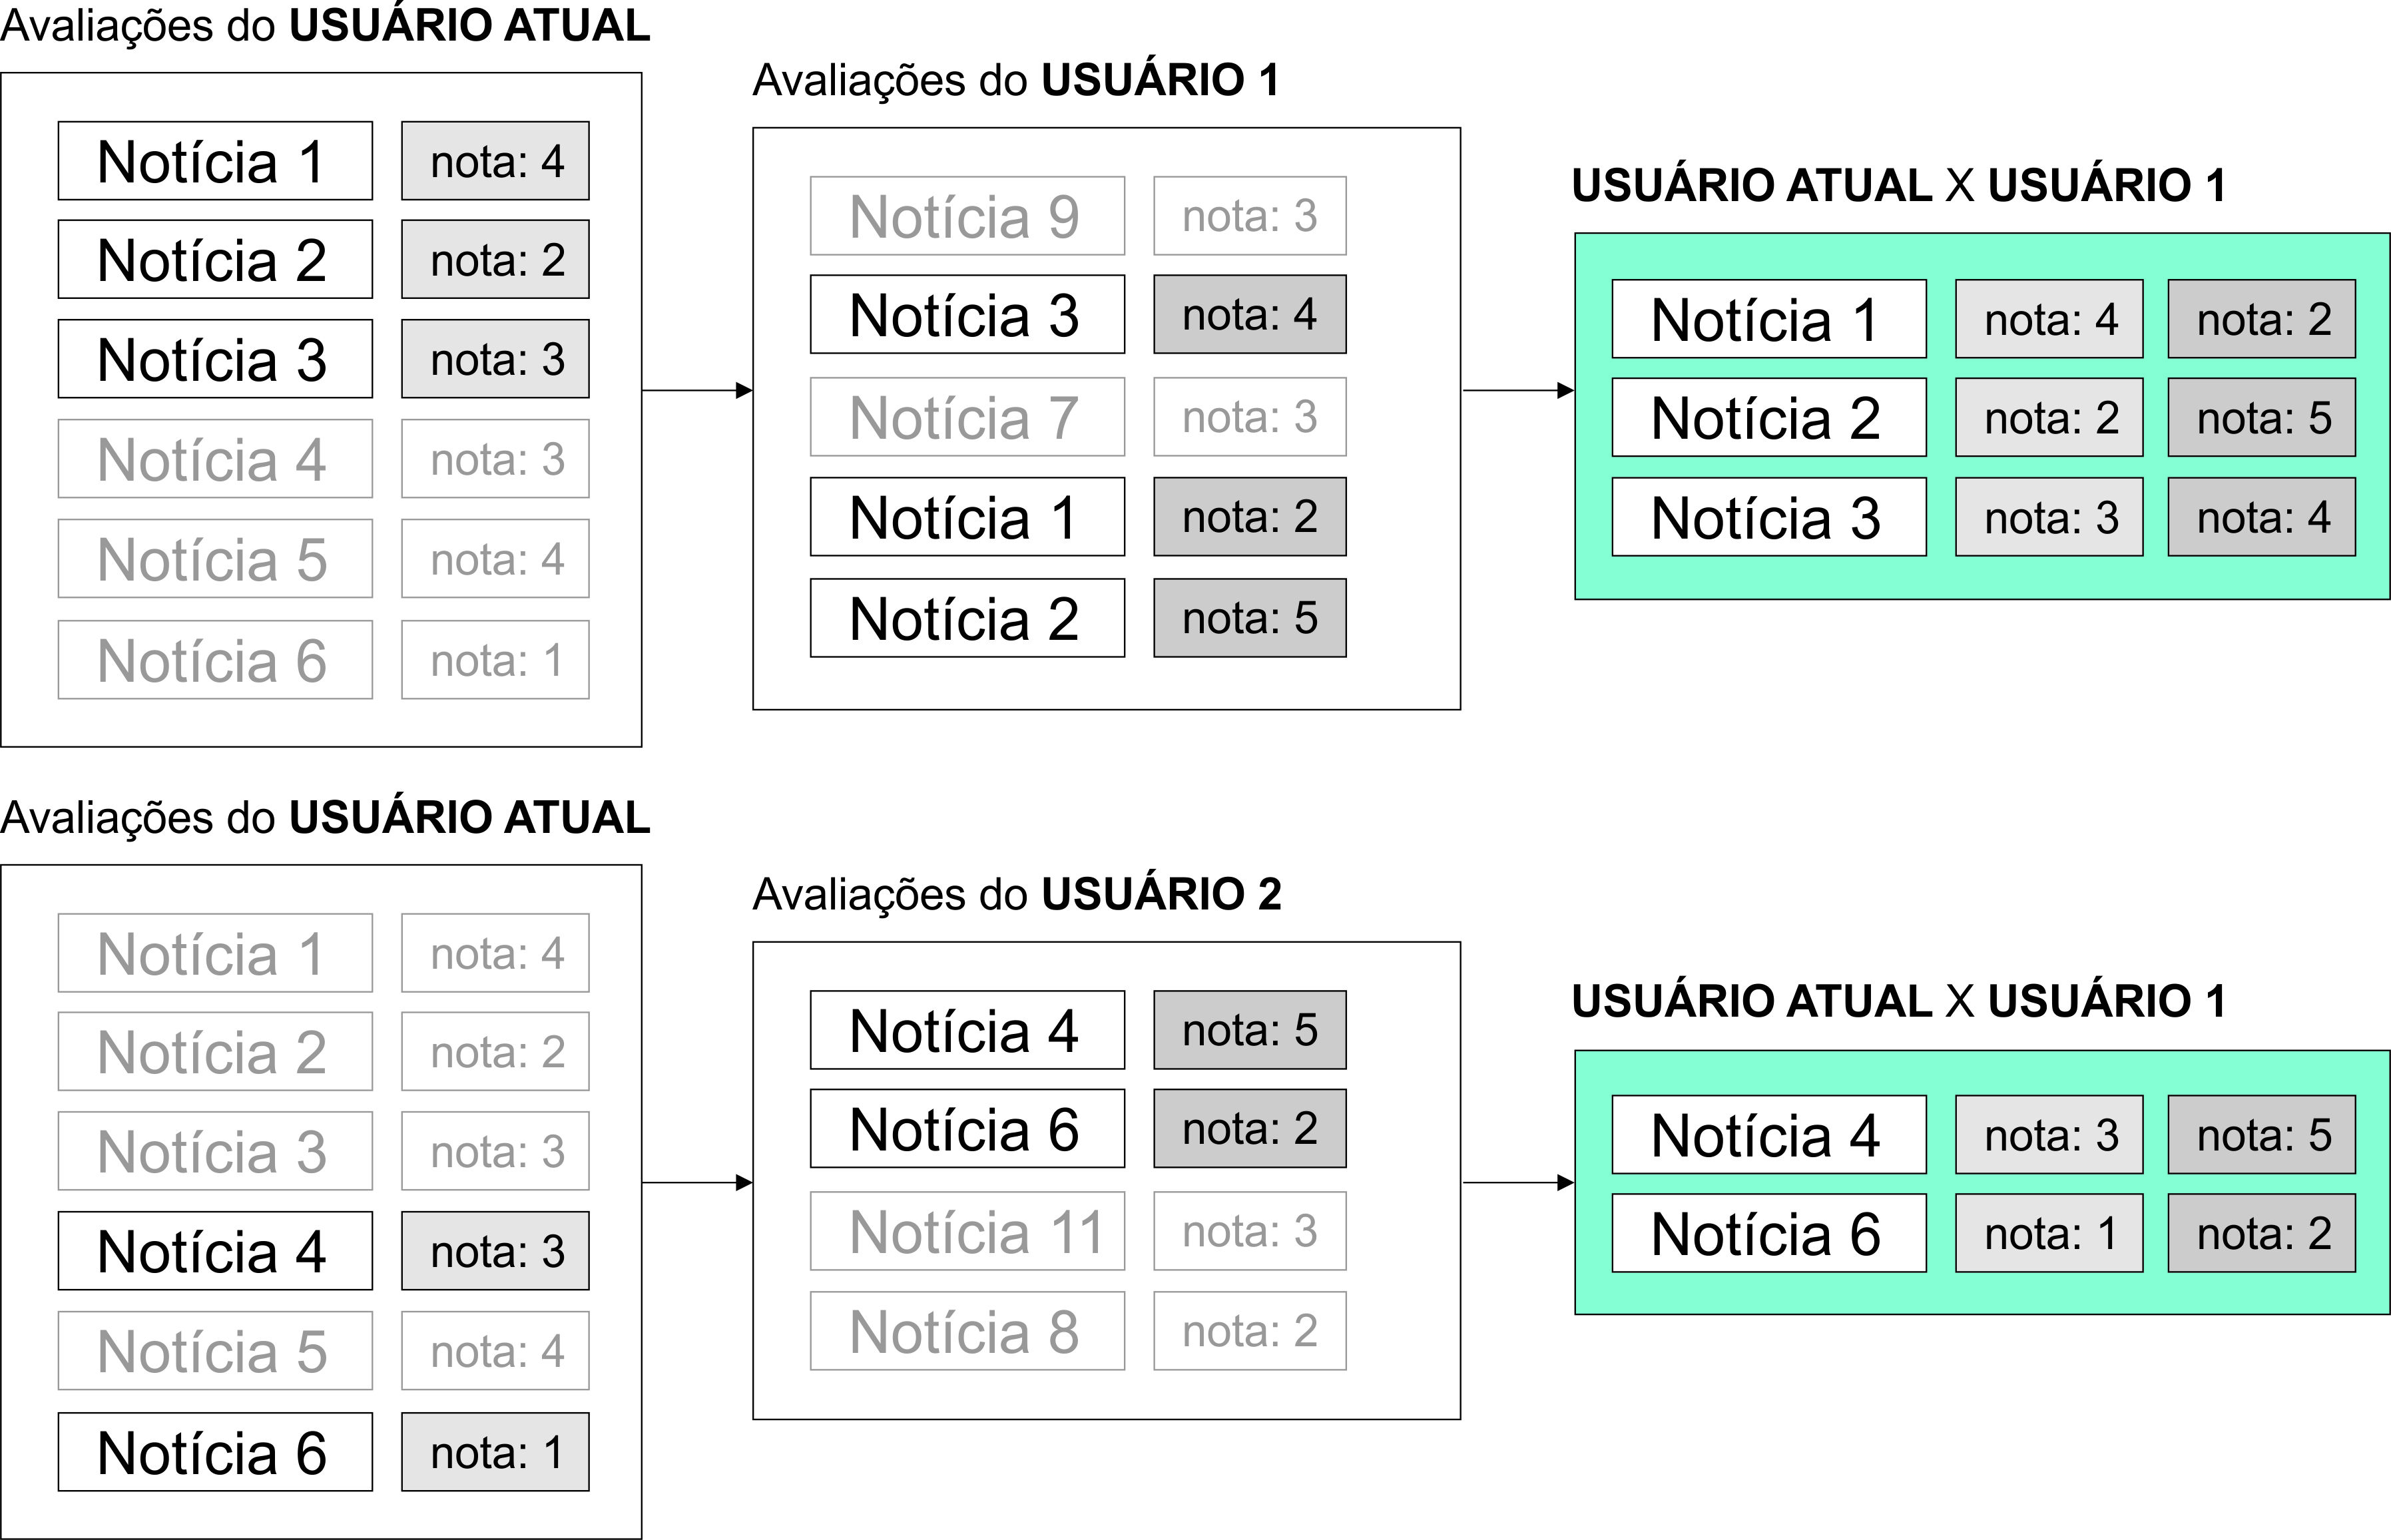 Avaliações do USUÁRIO ATUAL
Notícia 1 nota: 4
Notícia 2 nota: 2
Notícia 3 nota: 3
Notícia 4 nota: 3
Notícia 5 nota: 4
Notícia 6 nota: 1
Avaliações do USUÁRIO 1
Notícia 9 nota: 3
Notícia 3 nota: 4
Notícia 7 nota: 3
Notícia 1 nota: 2
Notícia 2 nota: 5
USUÁRIO ATUAL X USUÁRIO 1
Notícia 1 nota: 4 nota: 2
Notícia 2 nota: 2 nota: 5
Notícia 3 nota: 3 nota: 4
Avaliações do USUÁRIO ATUAL
Notícia 1 nota: 4
Notícia 2 nota: 2
Notícia 3 nota: 3
Notícia 4 nota: 3
Notícia 5 nota: 4
Notícia 6 nota: 1
Avaliações do USUÁRIO 2
Notícia 4 nota: 5
Notícia 6 nota: 2
Notícia 11 nota: 3
Notícia 8 nota: 2
USUÁRIO ATUAL X USUÁRIO 1
Notícia 4 nota: 3 nota: 5
Notícia 6 nota: 1 nota: 2